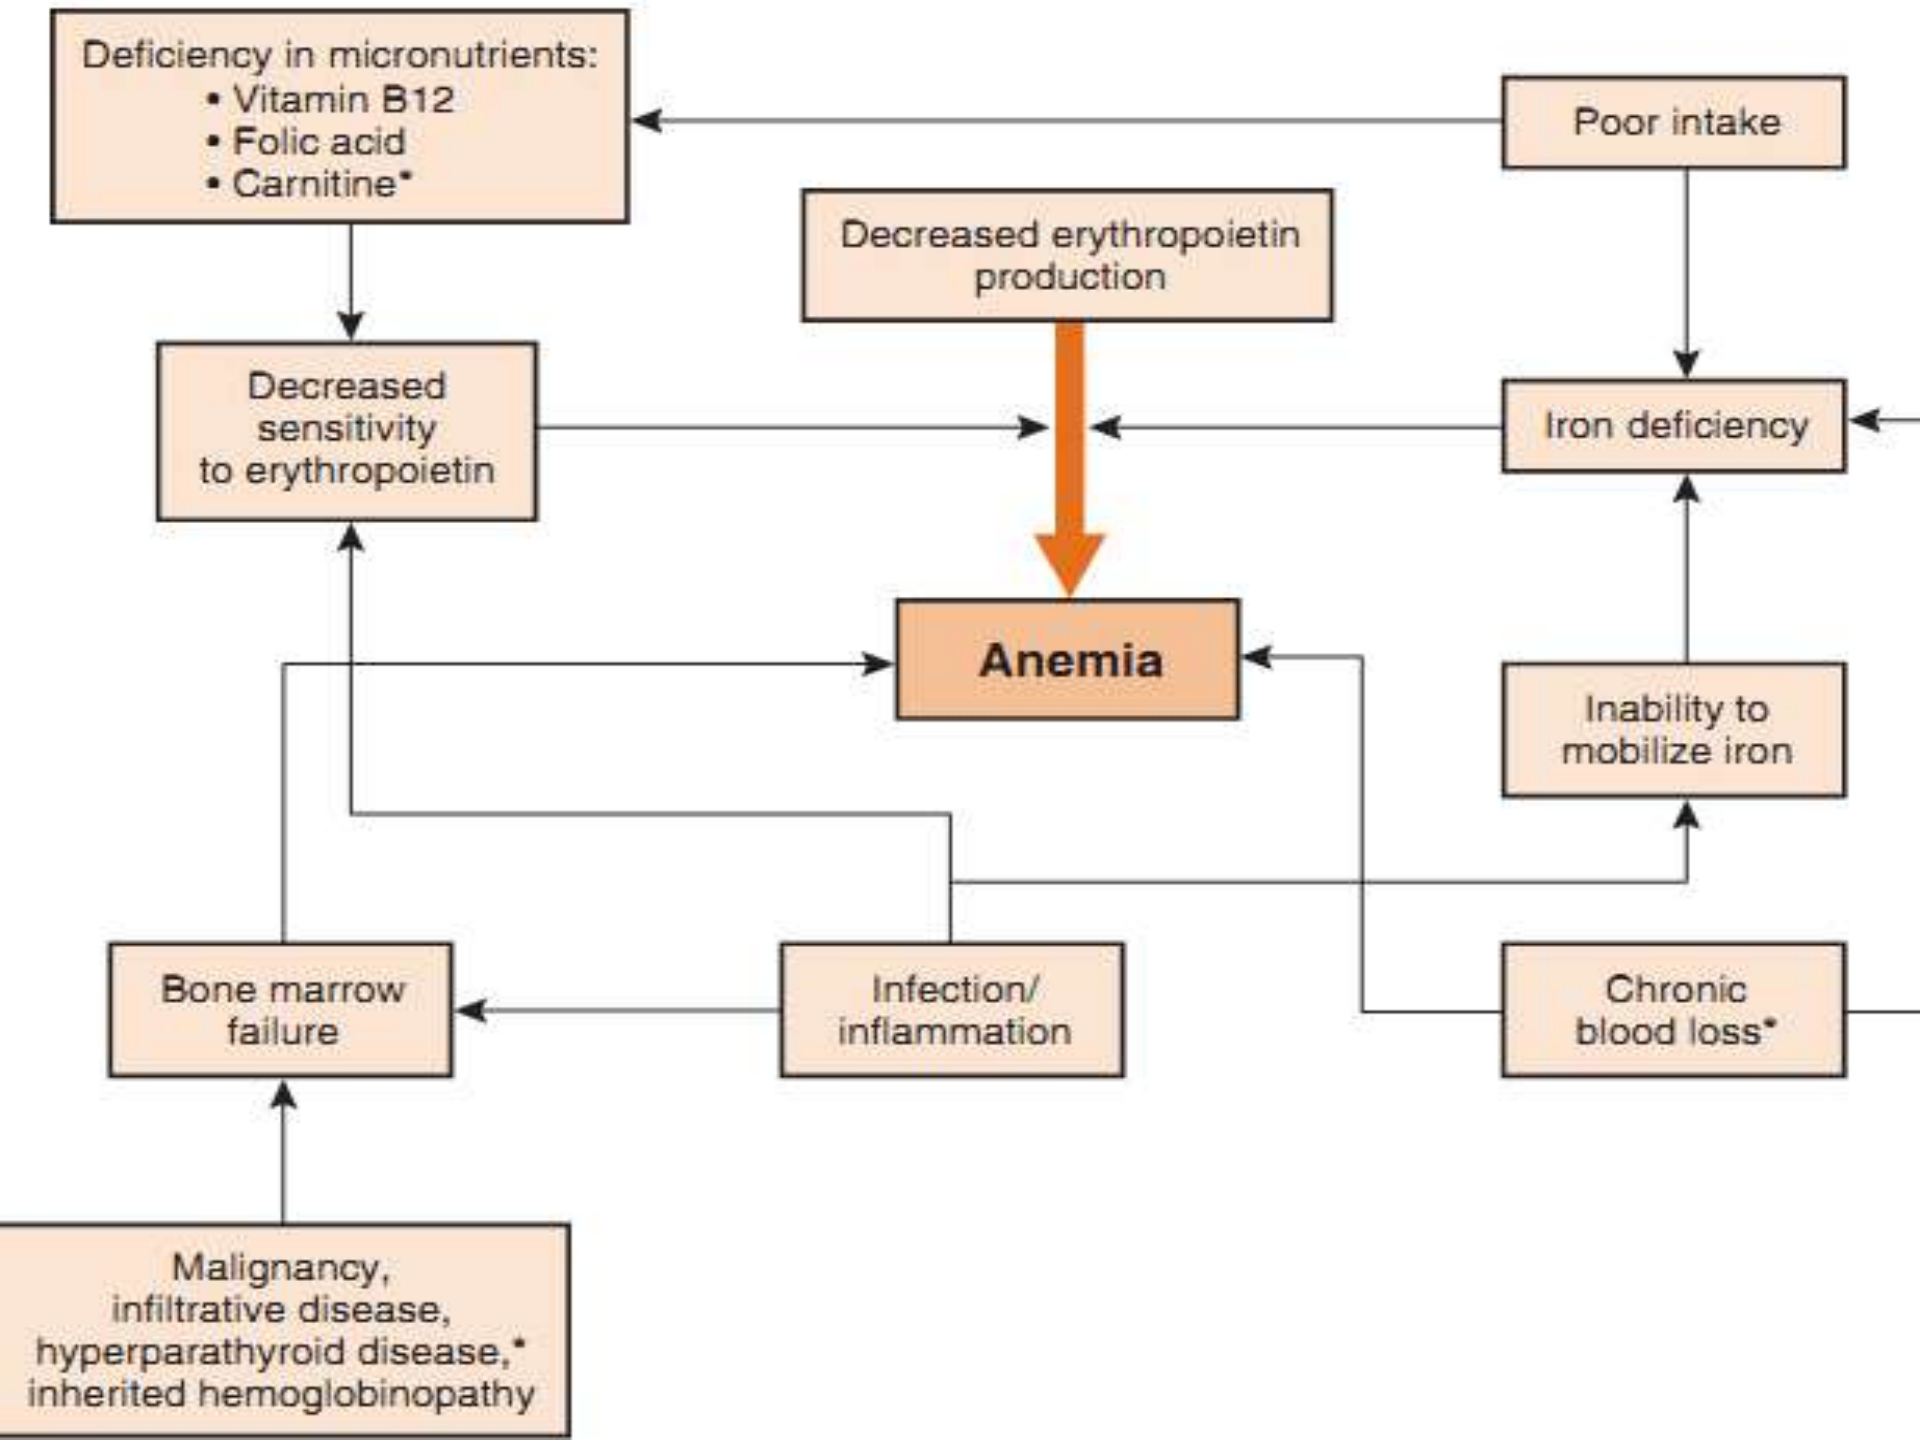 Deficiency in micronutrients:
• Vitamin B12
• Folic acid
• Carnitine*
Poor intake
Decreased erythropoietin
production
Decreased
sensitivity
to erythropoietin
Iron deficiency
Anemia
Inability to
mobilize iron
Bone marrow
failure
Infection/
inflammation
Chronic
blood loss*
Malignancy,
infiltrative disease,
hyperparathyroid disease,*
inherited hemoglobinopathy